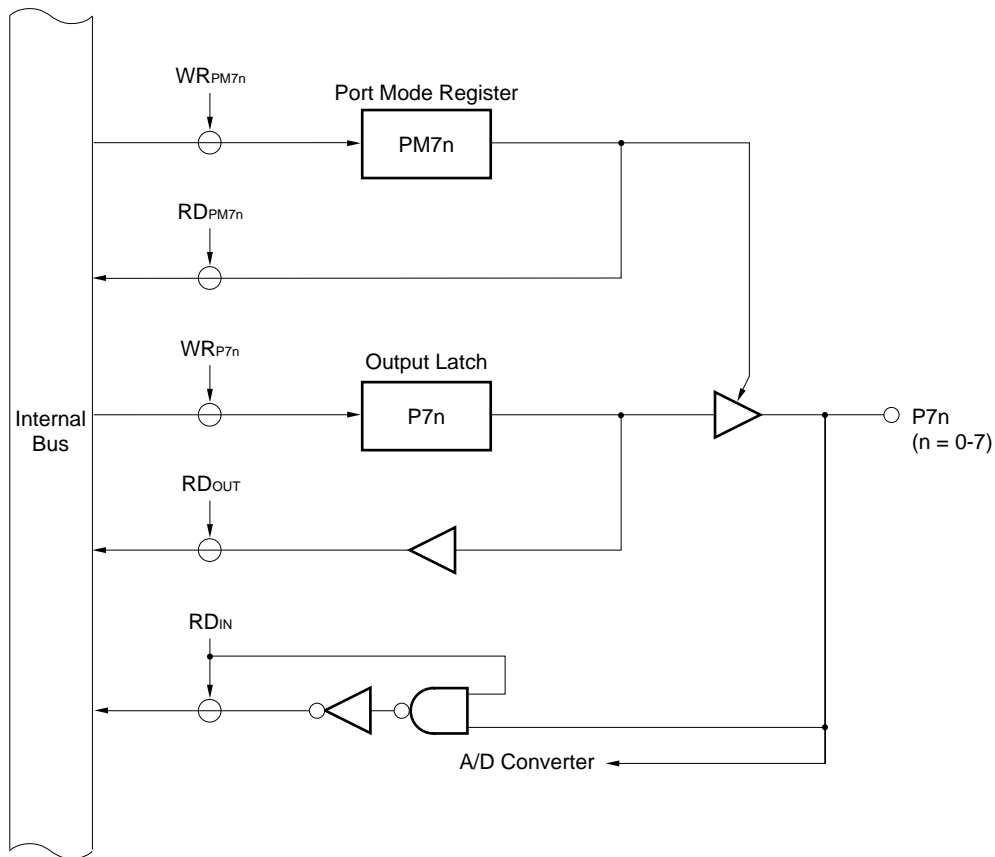 WRPM7n
Port Mode Register
PM7n
RDPM7n
WRP7n
Output Latch
Internal
Bus
P7n
P7n
(n = 0-7)
RDOUT
RDIN
A/D Converter